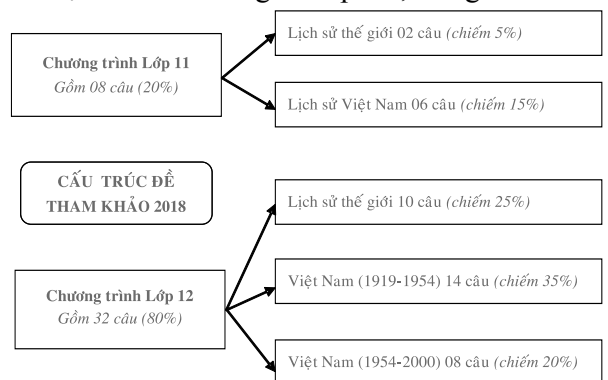 Lịch sử thế giới 02 câu (chiếm 5%)
Chương trình Lớp 11
Gồm 08 câu (20%)
Lịch sử Việt Nam 06 câu (chiếm 15%)
CẤU TRÚC ĐỀ
THAM KHẢO 2018
Lịch sử thế giới 10 câu (chiếm 25%)
Việt Nam (1919-1954) 14 câu (chiếm 35%)
Chương trình Lớp 12
Gồm 32 câu (80%)
Việt Nam (1954-2000) 08 câu (chiếm 20%)